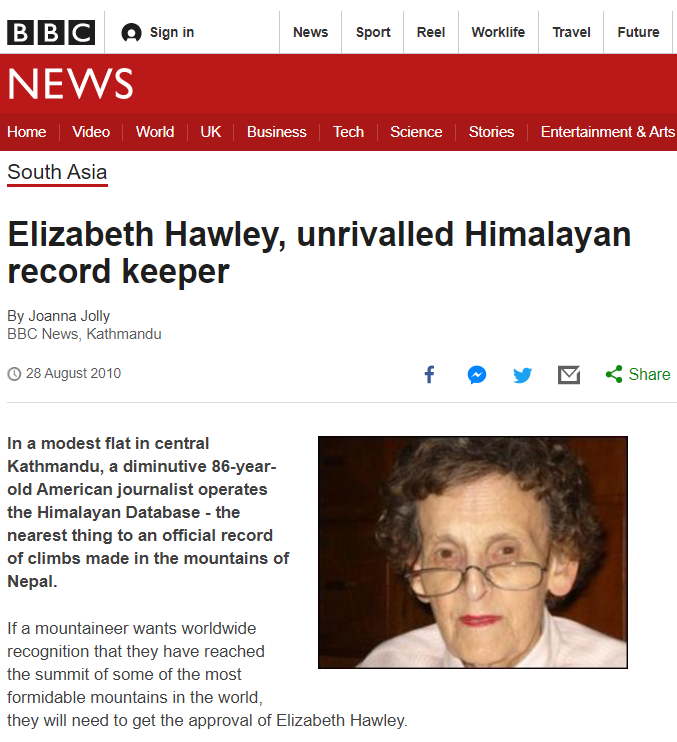 BBC Sign in News Sport Reel Worklife Travel Future
NEWS
Home Video World UK Business Tech Science Stories Entertainment & Arts
South Asia
Elizabeth Hawley, unrivalled Himalayan
record keeper
By Joanna Jolly
BBC News, Kathmandu
28 August 2010 Share
In a modest flat in central
Kathmandu, a diminutive 86-year-
old American journalist operates
the Himalayan Database - the
nearest thing to an official record
of climbs made in the mountains of
Nepal.
If a mountaineer wants worldwide
recognition that they have reached
the summit of some of the most
formidable mountains in the world,
they will need to get the approval of Elizabeth Hawley.